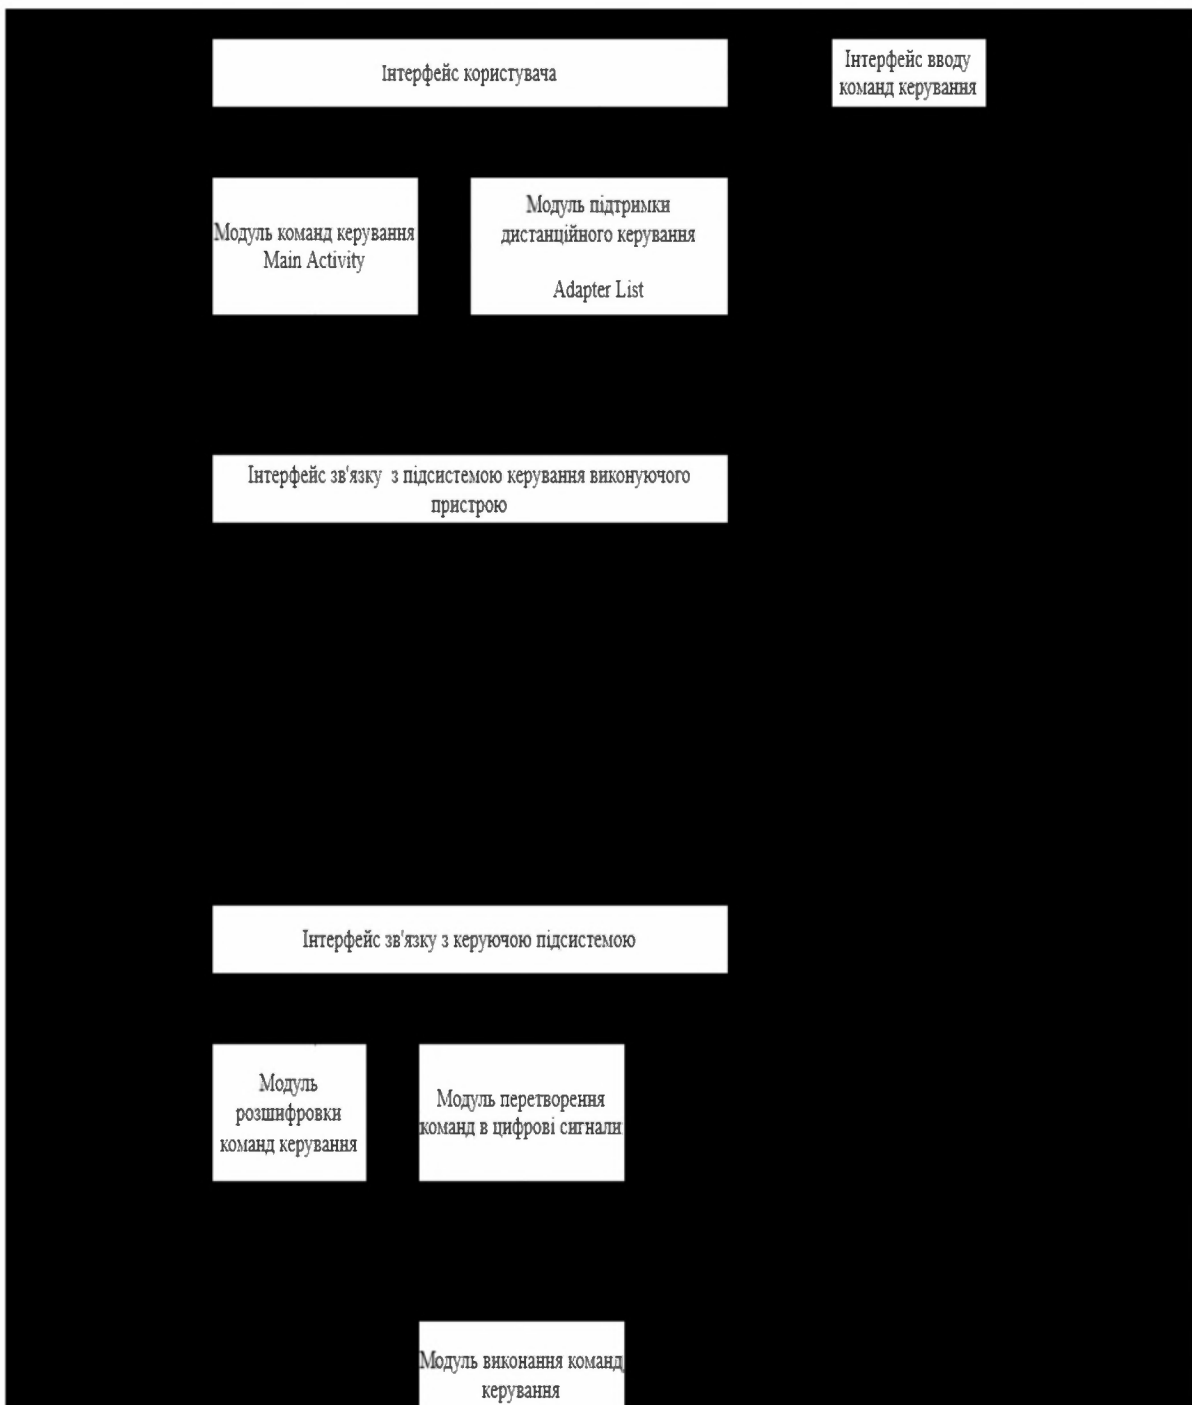 Інтерфейс користувача
Інтерфейс вводу
команд керування
Модуль команд керування
Main Activity
Модуль підтримки
дистанційного керування
Adapter List
Інтерфейс зв'язку з підсистемою керування виконуючого
пристрою
Інтерфейс зв'язку з керуючою підсистемою
Модуль
розшифровки
команд керування
Модуль перетворення
команд в цифрові сигнали
Модуль виконання команд
керування